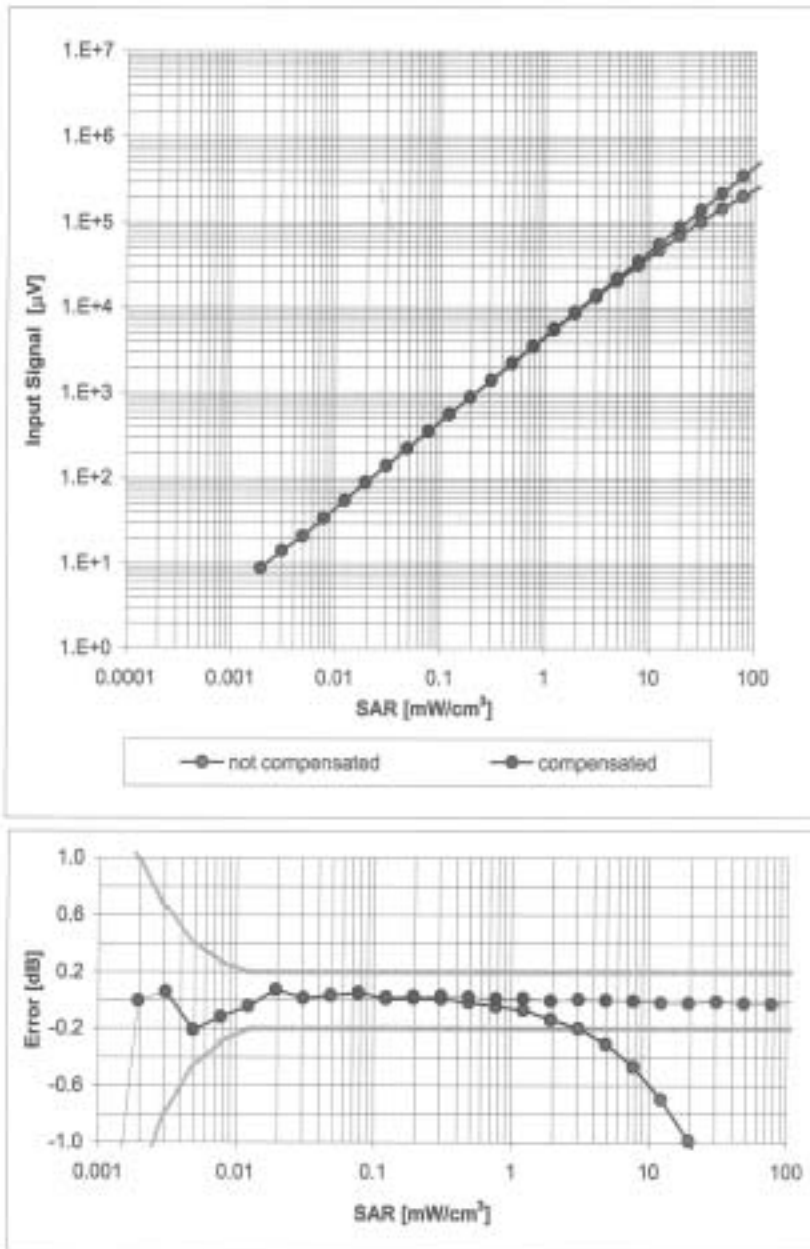 1.E+7
1.E+6
1.E+5
1.E+4
1.E+3
1.E+2
1.E+1
1.E+0
Input Signal [µV]
0.0001 0.001 0.01 0.1 1 10 100
SAR [mW/cm³]
not compensated compensated
1.0
0.6
0.2
-0.2
-0.6
-1.0
Error [dB]
0.001 0.01 0.1 1 10 100
SAR [mW/cm³]